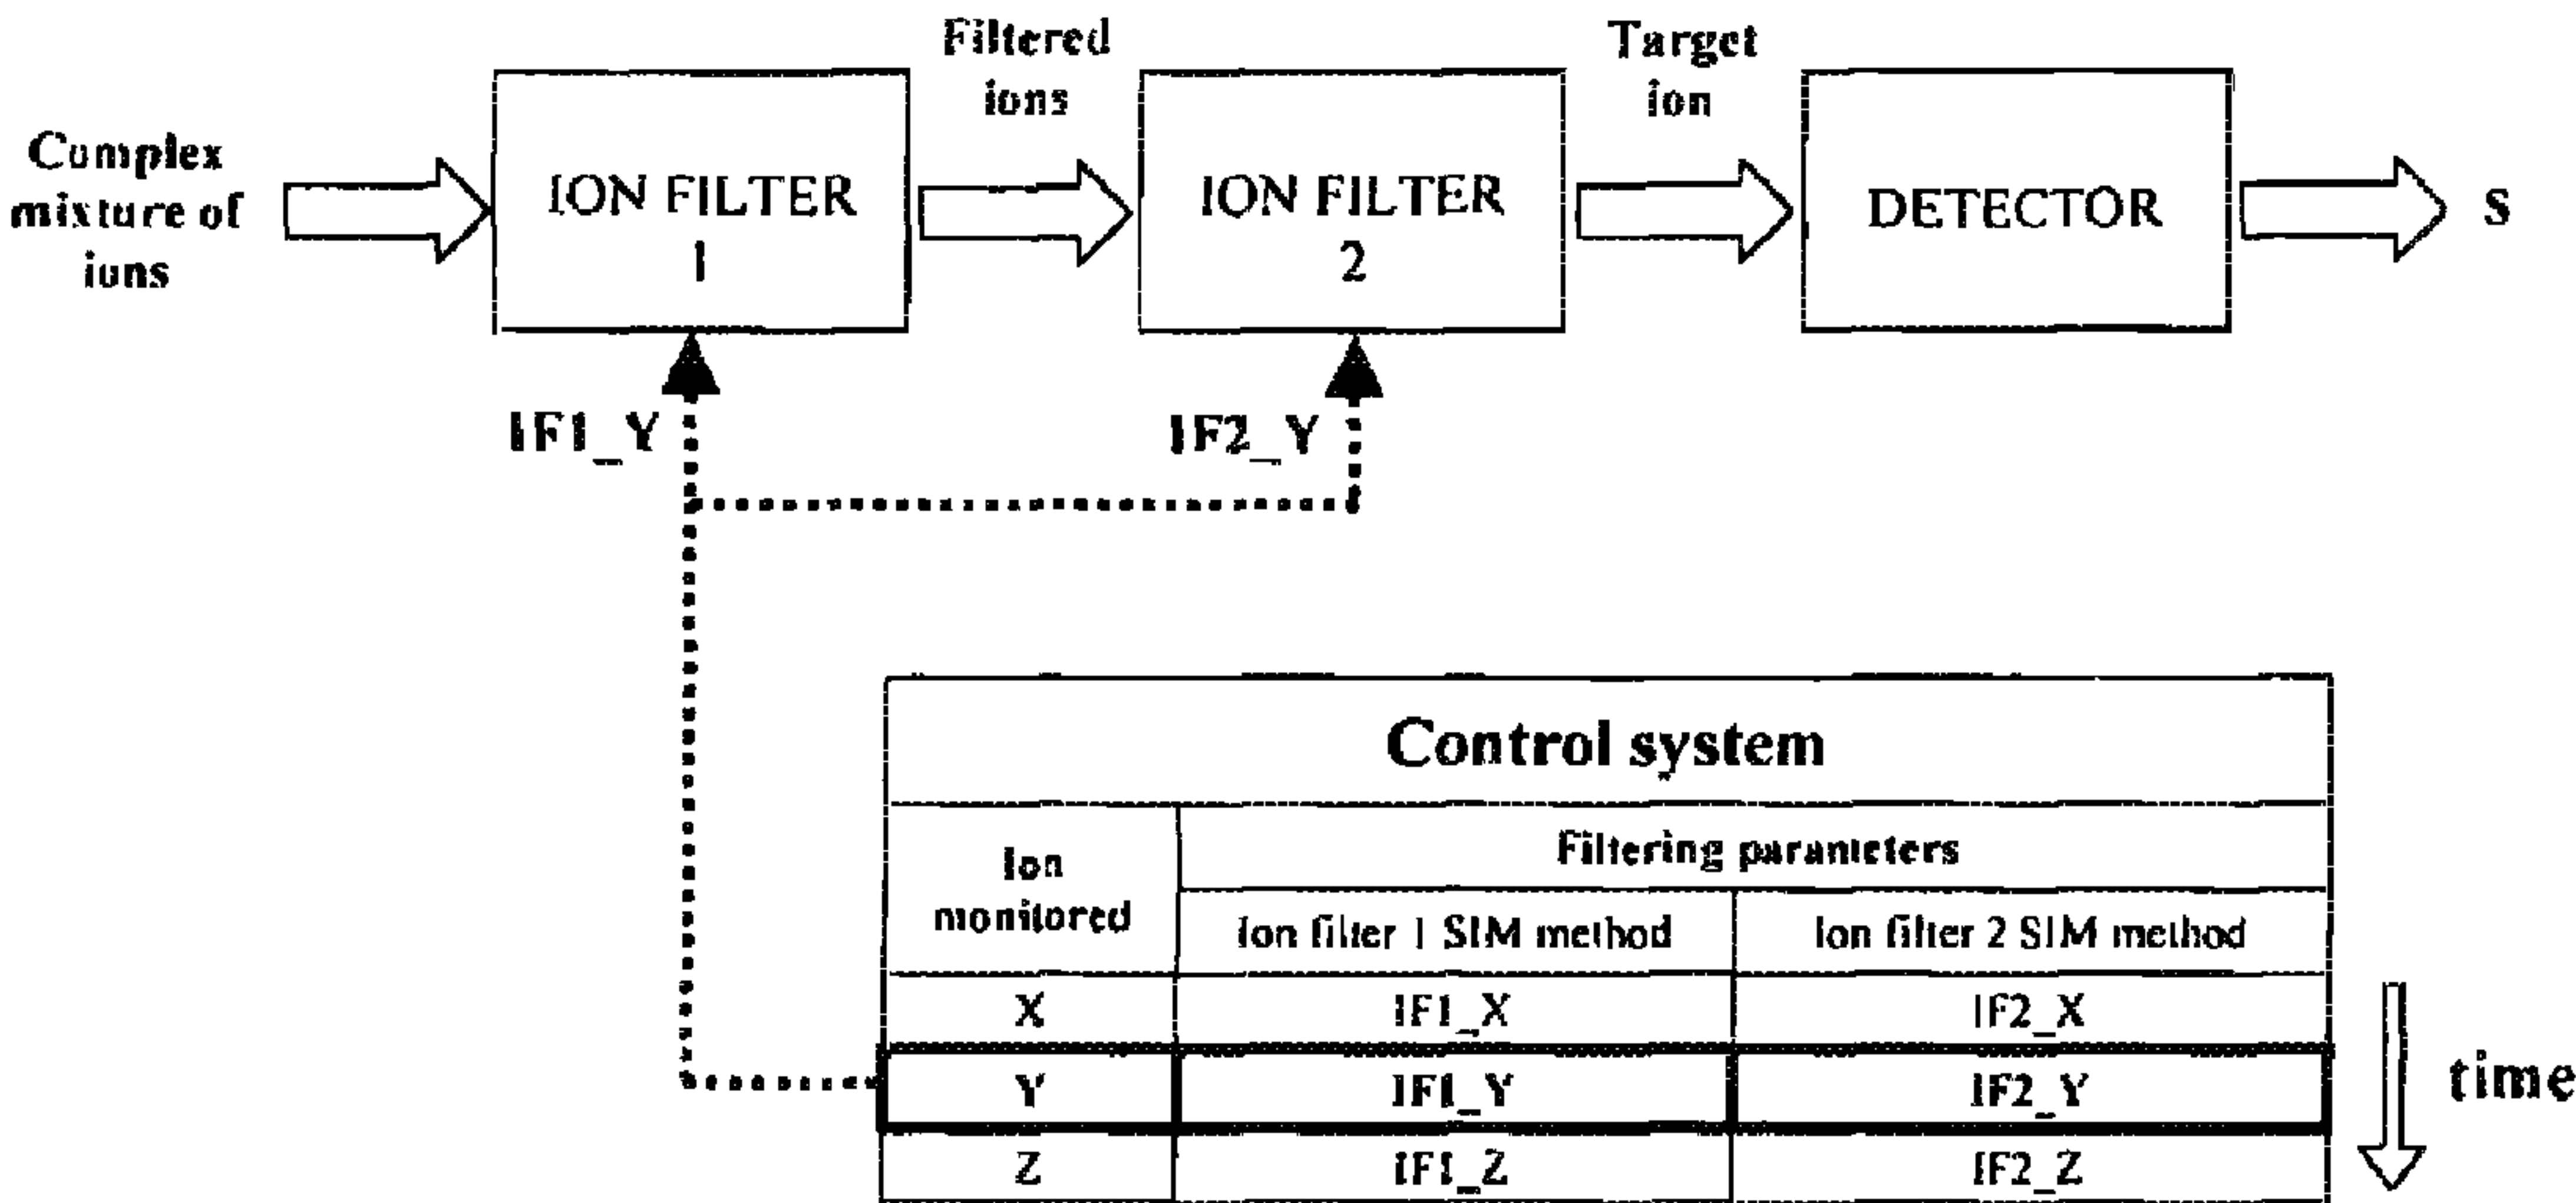 Complex
mixture of
ions
ION FILTER
1
Filtered
ions
ION FILTER
2
Target
ion
DETECTOR
S
IF1_Y
IF2_Y
Control system
Ion
monitored
Filtering parameters
Ion filter 1 SIM method
Ion filter 2 SIM method
X
IF1_X
IF2_X
Y
IF1_Y
IF2_Y
Z
IF1_Z
IF2_Z
time